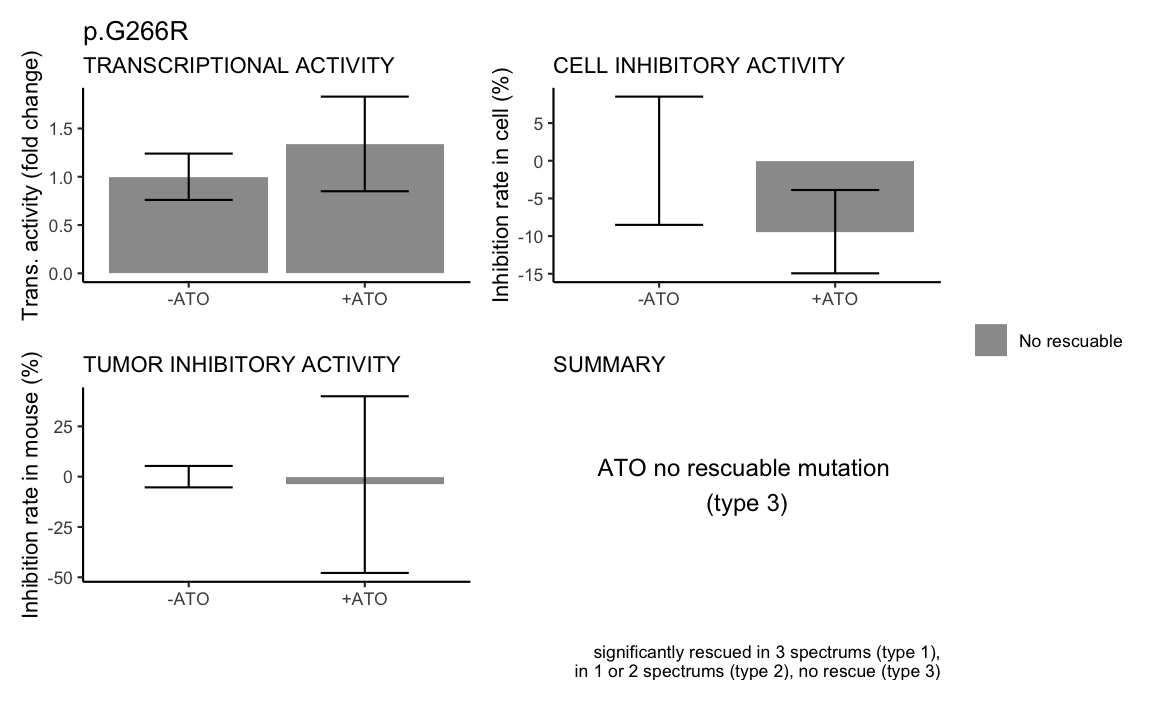 p.G266R
TRANSCRIPTIONAL ACTIVITY
Trans. activity (fold change)
1.5
1.0
0.5
0.0
-ATO
+ATO
CELL INHIBITORY ACTIVITY
Inhibition rate in cell (%)
5
0
-5
-10
-15
-ATO
+ATO
No rescuable
TUMOR INHIBITORY ACTIVITY
Inhibition rate in mouse (%)
25
0
-25
-50
-ATO
+ATO
SUMMARY
ATO no rescuable mutation
(type 3)
significantly rescued in 3 spectrums (type 1),
in 1 or 2 spectrums (type 2), no rescue (type 3)